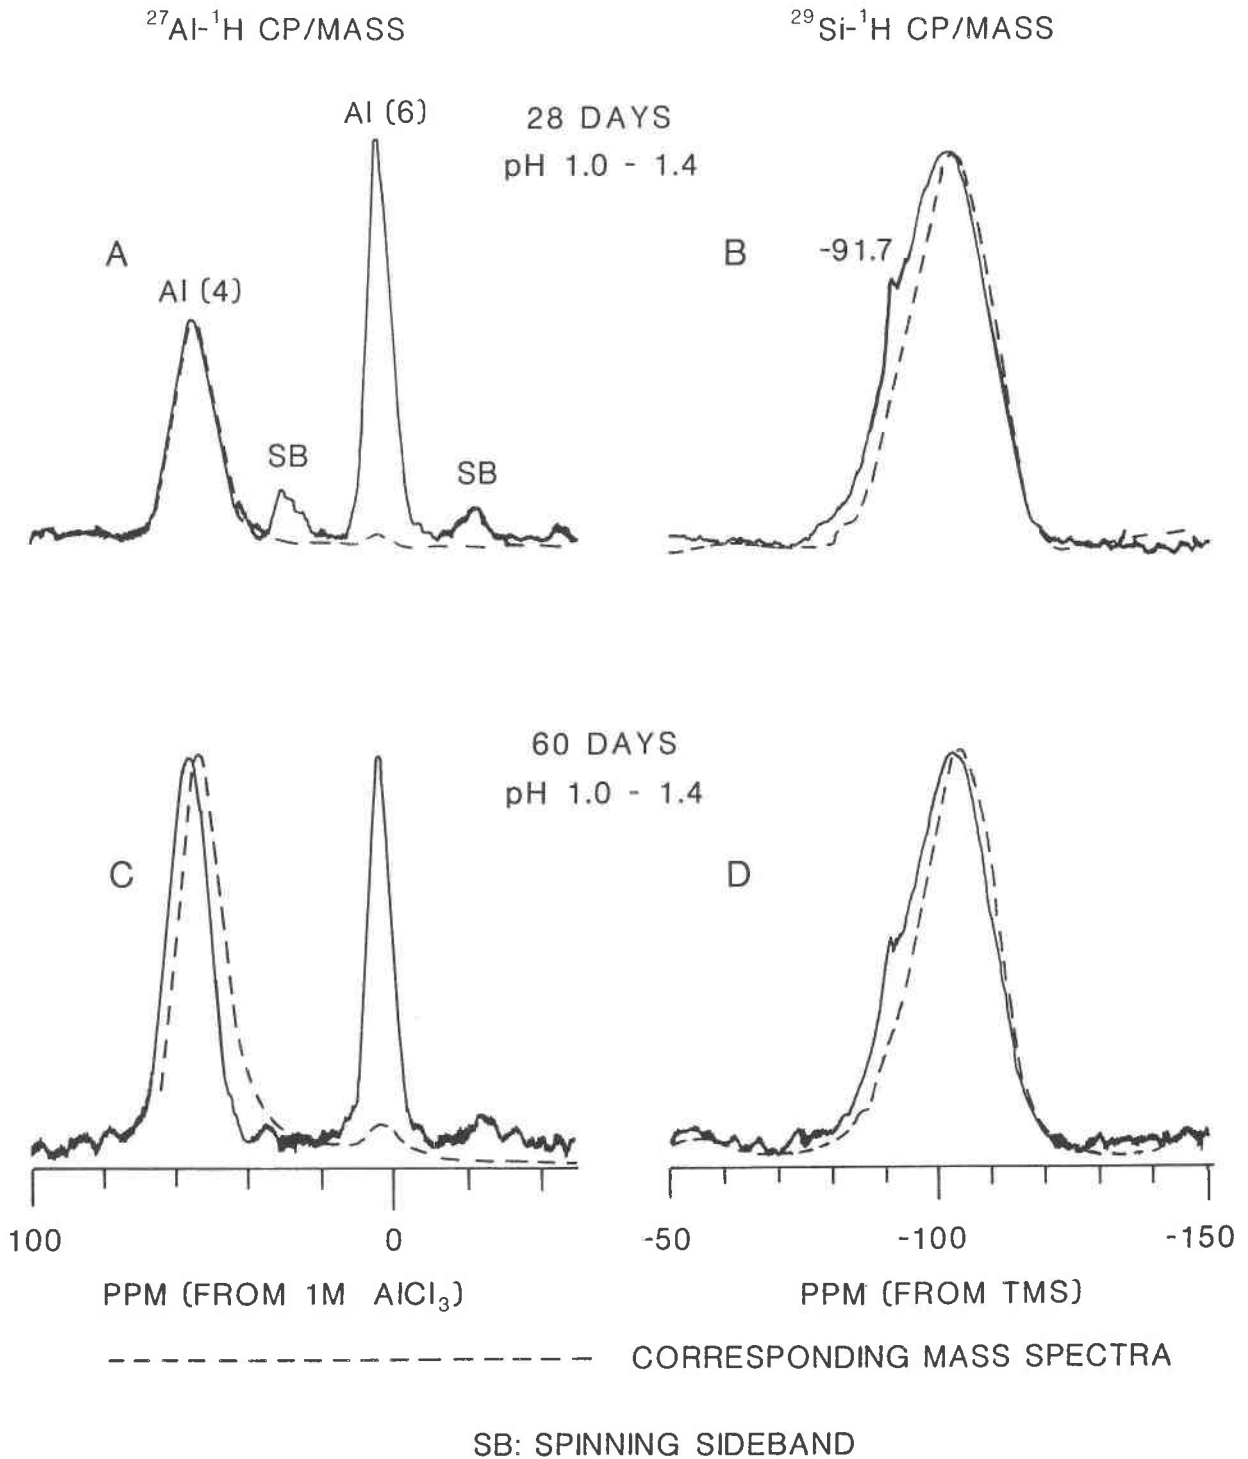 ²⁷Al-¹H CP/MASS
²⁹Si-¹H CP/MASS
Al (6)
28 DAYS
pH 1.0 - 1.4
A
Al (4)
SB
SB
B
-91.7
60 DAYS
pH 1.0 - 1.4
C
D
100
0
-50
-100
-150
PPM (FROM 1M AlCl₃)
PPM (FROM TMS)
CORRESPONDING MASS SPECTRA
SB: SPINNING SIDEBAND